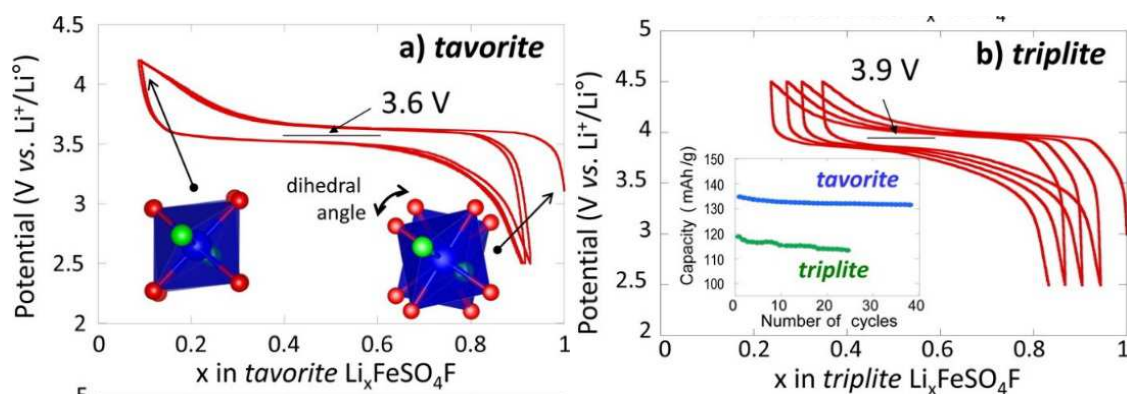 a) tavorite
4.5
4
3.5
3
2.5
2
Potential (V vs. Li⁺/Li°)
3.6 V
dihedral
angle
0
0.2
0.4
0.6
0.8
1
x in tavorite LiₓFeSO₄F
5
b) triplite
5
4.5
4
3.5
3
2.5
2
Potential (V vs. Li⁺/Li°)
3.9 V
150
140
130
120
110
100
Capacity (mAh/g)
tavorite
triplite
0
10
20
30
40
Number of cycles
0
0.2
0.4
0.6
0.8
1
x in triplite LiₓFeSO₄F